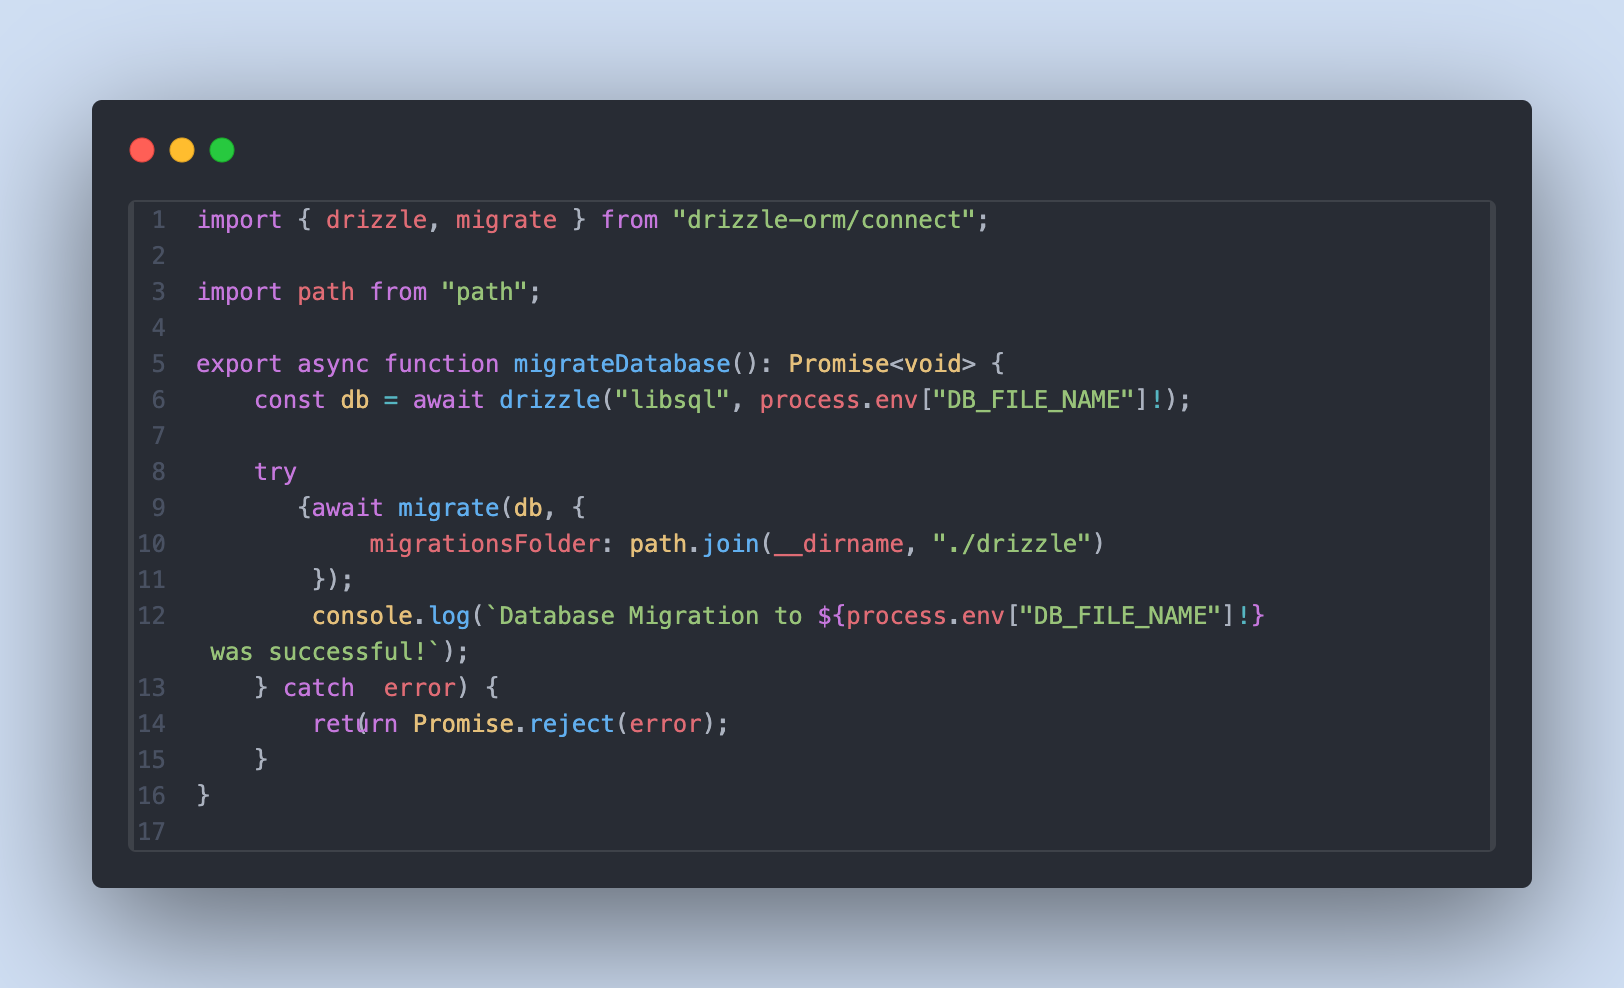 1 import { drizzle, migrate } from "drizzle-orm/connect";
2
3 import path from "path";
4
5 export async function migrateDatabase(): Promise<void> {
6     const db = await drizzle("libsql", process.env["DB_FILE_NAME"]!);
7
8     try
9        {await migrate(db, {
10             migrationsFolder: path.join(__dirname, "./drizzle")
11         });
12         console.log(`Database Migration to ${process.env["DB_FILE_NAME"]!}
 was successful!`);
13     } catch  error) {
14         return( Promise.reject(error);
15     }
16 }
17